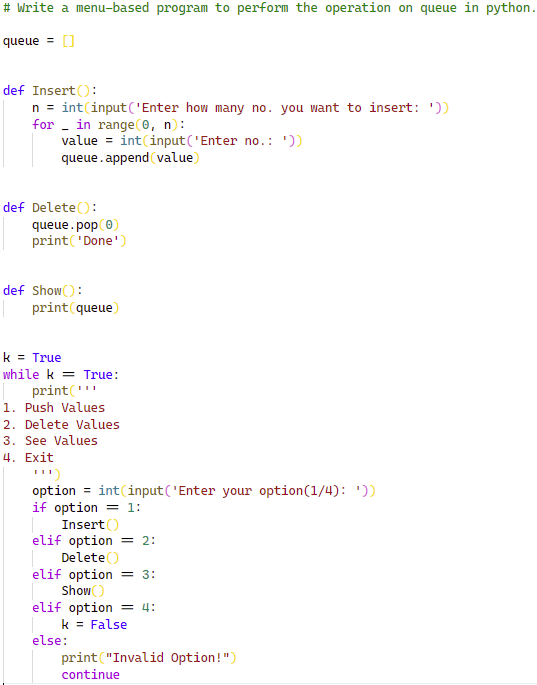 # Write a menu-based program to perform the operation on queue in python.
queue = []
def Insert():
n = int(input('Enter how many no. you want to insert: '))
for _ in range(0, n):
value = int(input('Enter no.: '))
queue.append(value)
def Delete():
queue.pop(0)
print('Done')
def Show():
print(queue)
k = True
while k == True:
print('''
1. Push Values
2. Delete Values
3. See Values
4. Exit
''')
option = int(input('Enter your option(1/4): '))
if option == 1:
Insert()
elif option == 2:
Delete()
elif option == 3:
Show()
elif option == 4:
k = False
else:
print("Invalid Option!")
continue